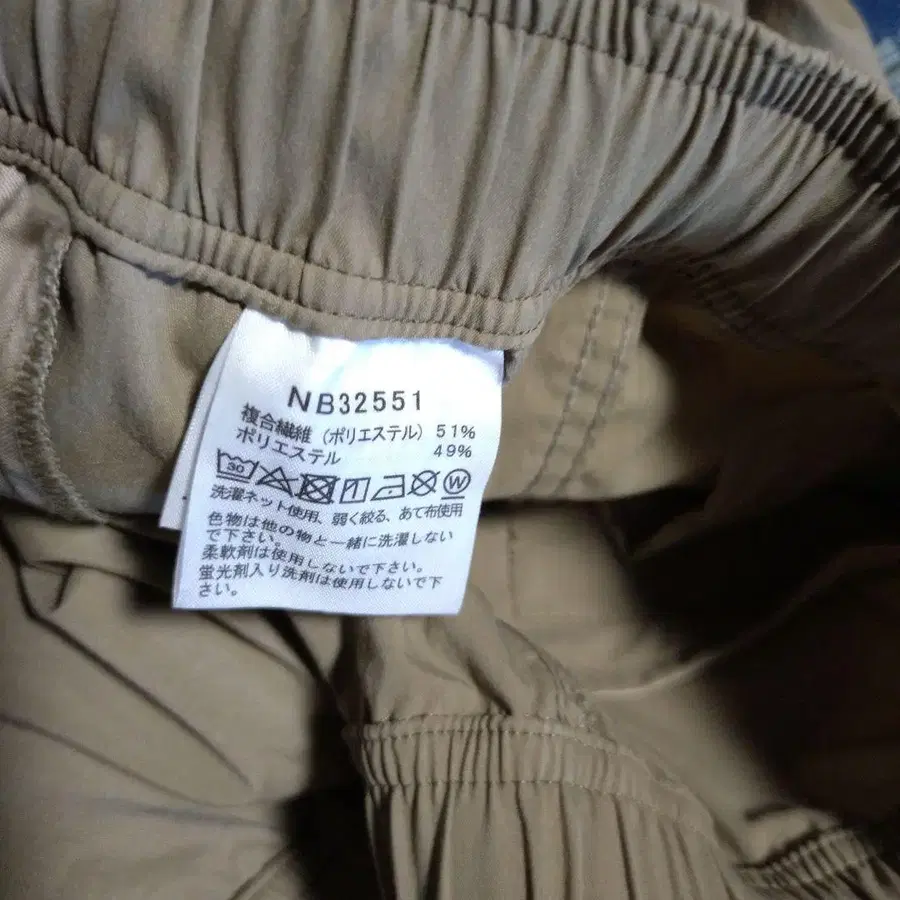 NB32551
複合繊維（ポリエステル）51%
ポリエステル 49%
30 W
洗濯ネット使用、弱く絞る、あて布使用
色物は他の物と一緒に洗濯しない
で下さい。
柔軟剤は使用しないで下さい。
蛍光剤入り洗剤は使用しないで下
さい。